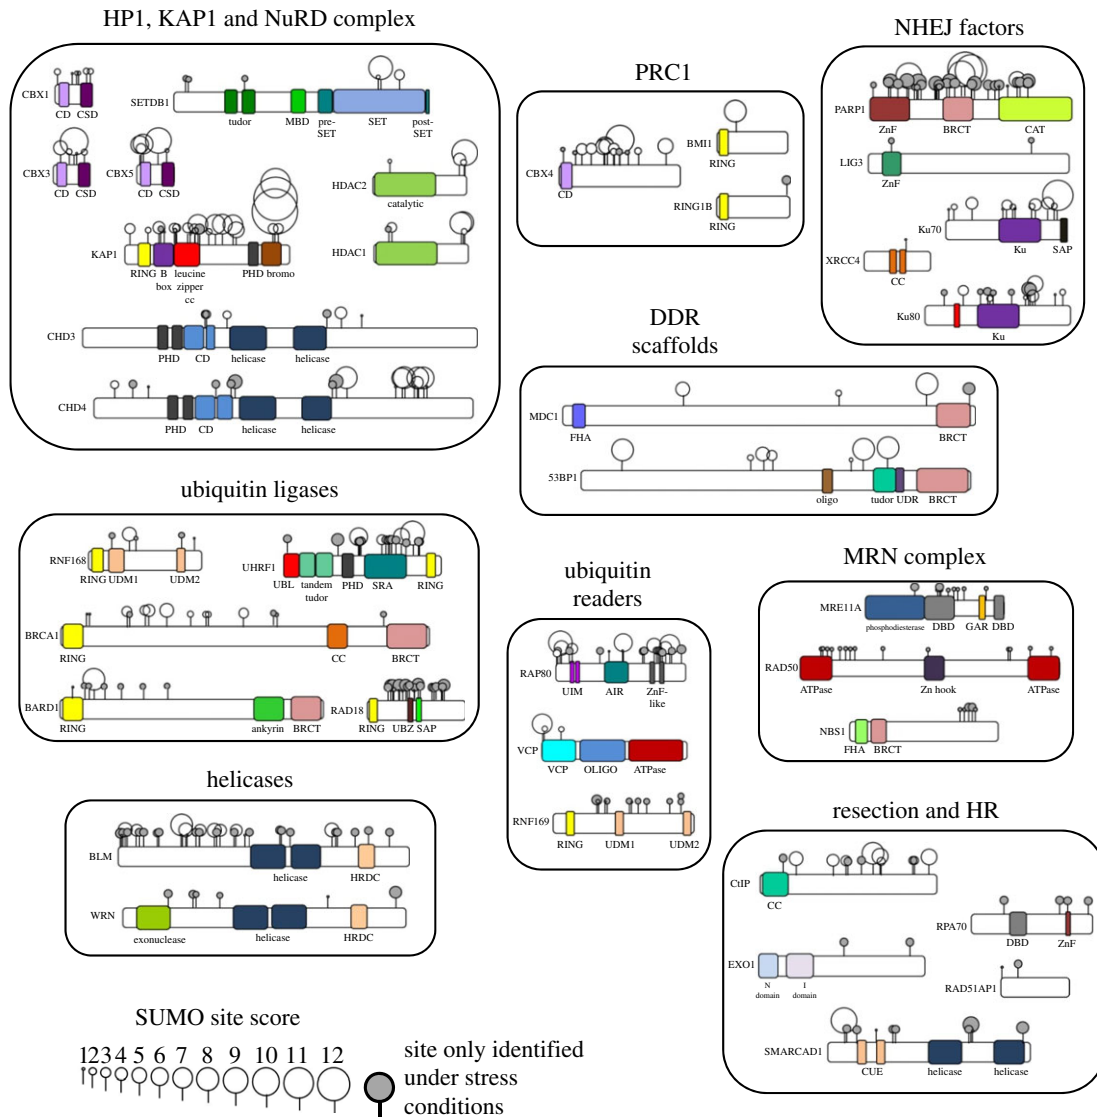 HP1, KAP1 and NuRD complex
CBX1
CD CSD
SETDB1
tudor
MBD
pre-
SET
SET
post-
SET
CBX3
CD CSD
CBX5
CD CSD
HDAC2
catalytic
KAP1
RING B
box
leucine
zipper
cc
PHD bromo
HDAC1
CHD3
PHD
CD
helicase
helicase
CHD4
PHD
CD
helicase
helicase
PRC1
CBX4
CD
BMI1
RING
RING1B
RING
NHEJ factors
PARP1
ZnF
BRCT
CAT
LIG3
ZnF
Ku70
Ku
SAP
XRCC4
CC
Ku80
Ku
DDR
scaffolds
MDC1
FHA
BRCT
53BP1
oligo
tudor UDR
BRCT
ubiquitin ligases
RNF168
RING UDM1
UDM2
UHRF1
UBL
tandem
tudor
PHD
SRA
RING
BRCA1
RING
CC
BRCT
BARD1
RING
ankyrin
BRCT
RAD18
RING
UBZ SAP
ubiquitin
readers
RAP80
UIM
AIR
ZnF-
like
VCP
VCP
OLIGO
ATPase
RNF169
RING
UDM1
UDM2
MRN complex
MRE11A
phosphodiesterase
DBD
GAR
DBD
RAD50
ATPase
Zn hook
ATPase
NBS1
FHA
BRCT
helicases
BLM
helicase
HRDC
WRN
exonuclease
helicase
HRDC
resection and HR
CtIP
CC
RPA70
DBD
ZnF
EXO1
N
domain
I
domain
RAD51AP1
SMARCAD1
CUE
helicase
helicase
SUMO site score
1 2 3 4 5 6 7 8 9 10 11 12
site only identified
under stress
conditions